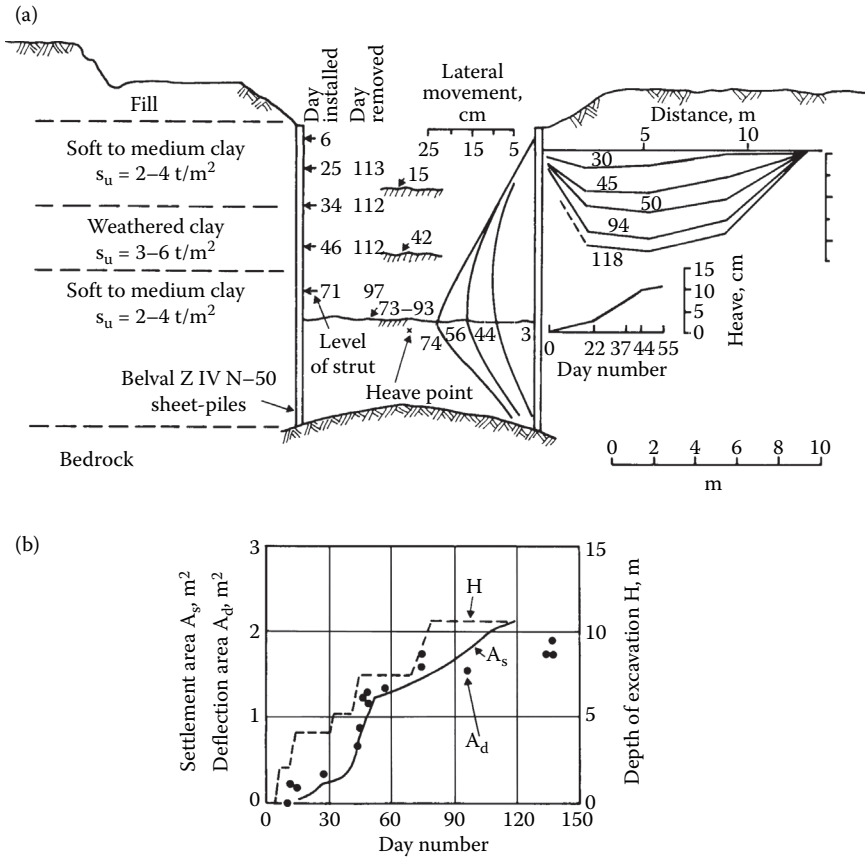 (a)
Fill
Soft to medium clay
s_u = 2–4 t/m²
Weathered clay
s_u = 3–6 t/m²
Soft to medium clay
s_u = 2–4 t/m²
Belval Z IV N–50
sheet-piles
Bedrock
Day
installed
Day
removed
6
25 113
34 112
46 112
71 97
15
42
73–93
Level
of strut
Heave point
Lateral
movement,
cm
25 15 5
74 56 44 3
Distance, m
5 10
30
45
50
94
118
15
10
5
0
Heave, cm
0 22 37 44 55
Day number
0 2 4 6 8 10
m
(b)
Settlement area A_s, m²
Deflection area A_d, m²
3
2
1
0
H
A_s
A_d
15
10
5
0
Depth of excavation H, m
0 30 60 90 120 150
Day number